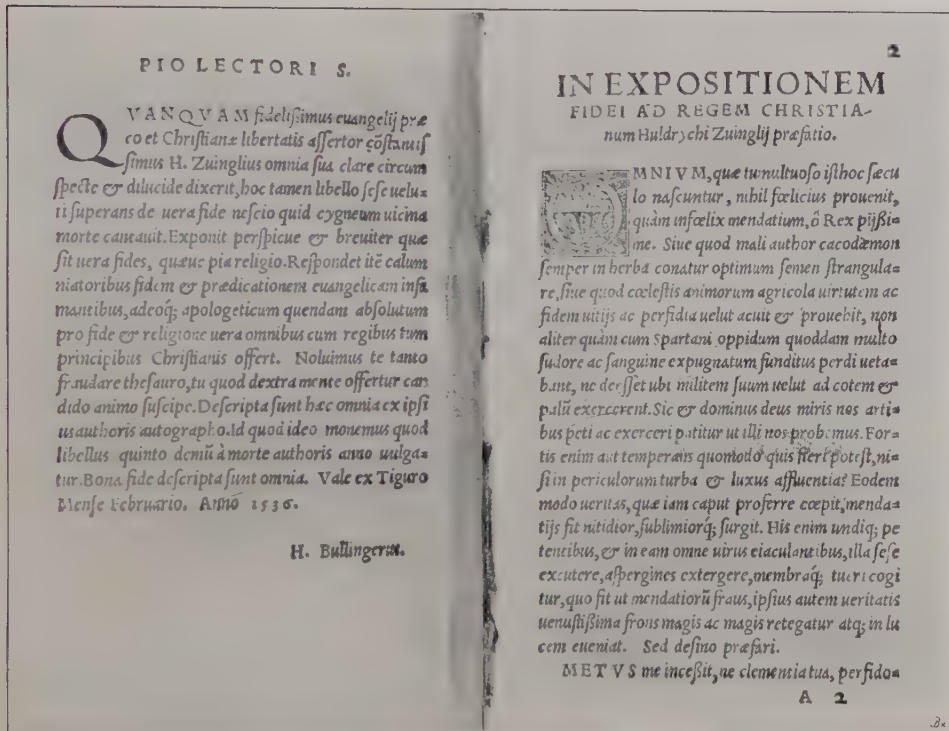 PIO LECTORI S.
QVANQVAM fidelissimus euangelij præ
co et Christianæ libertatis assertor cõstantis
simus H. Zuinglius omnia sua clare circum
specte & dilucide dixerit, hoc tamen libello sese uelu=
ti superans de uera fide nescio quid cygneum uicina
morte cantauit. Exponit perspicue & breuiter quæ
sit uera fides, quæue pia religio. Respondet itẽ calum
niatoribus fidem & prædicationem euangelicam infa
mantibus, adeoq; apologeticum quendam absolutum
pro fide & religione uera omnibus cum regibus tum
principibus Christianis offert. Noluimus te tanto
fraudare thesauro, tu quod dextra mente offertur can
dido animo suscipe. Descripta sunt hæc omnia ex ipsi
us authoris autographo. Id quod ideo monemus quod
libellus quinto demũ à morte authoris anno uulga=
tur. Bona fide descripta sunt omnia. Vale ex Tiguro
Mense Februario. Anno 1536.
H. Bullingerus.
2
IN EXPOSITIONEM
FIDEI AD REGEM CHRISTIA-
num Huldrychi Zuinglij præfatio.
OMNIVM, quæ tumultuoso isthoc sæcu
lo nascuntur, nihil fœlicius prouenit,
quàm infœlix mendatium, ô Rex pijssi=
me. Siue quod mali author cacodæmon
semper in herba conatur optimum semen strangula=
re, siue quod cœlestis animorum agricola uirtutem ac
fidem uitijs ac perfidia uelut acuit & prouehit, non
aliter quàm cum Spartani oppidum quoddam multo
sudore ac sanguine expugnatum funditus perdi ueta=
bant, ne deesset ubi militem suum uelut ad cotem &
palũ exercerent. Sic & dominus deus miris nos arti=
bus peti ac exerceri patitur ut illi nos probemus. For=
tis enim aut temperans quomodo quis fieri potest, ni=
si in periculorum turba & luxus affluentia? Eodem
modo ueritas, quæ iam caput proferre cœpit, menda=
tijs fit nitidior, sublimiorq; surgit. His enim undiq; pe
tentibus, & in eam omne uirus eiaculantibus, illa sese
excutere, aspergines extergere, membraq; tueri cogi
tur, quo fit ut mendatiorũ fraus, ipsius autem ueritatis
uenustissima frons magis ac magis retegatur atq; in lu
cem eueniat. Sed desino præfari.
METVS me incessit, ne clementia tua, perfido=
A 2